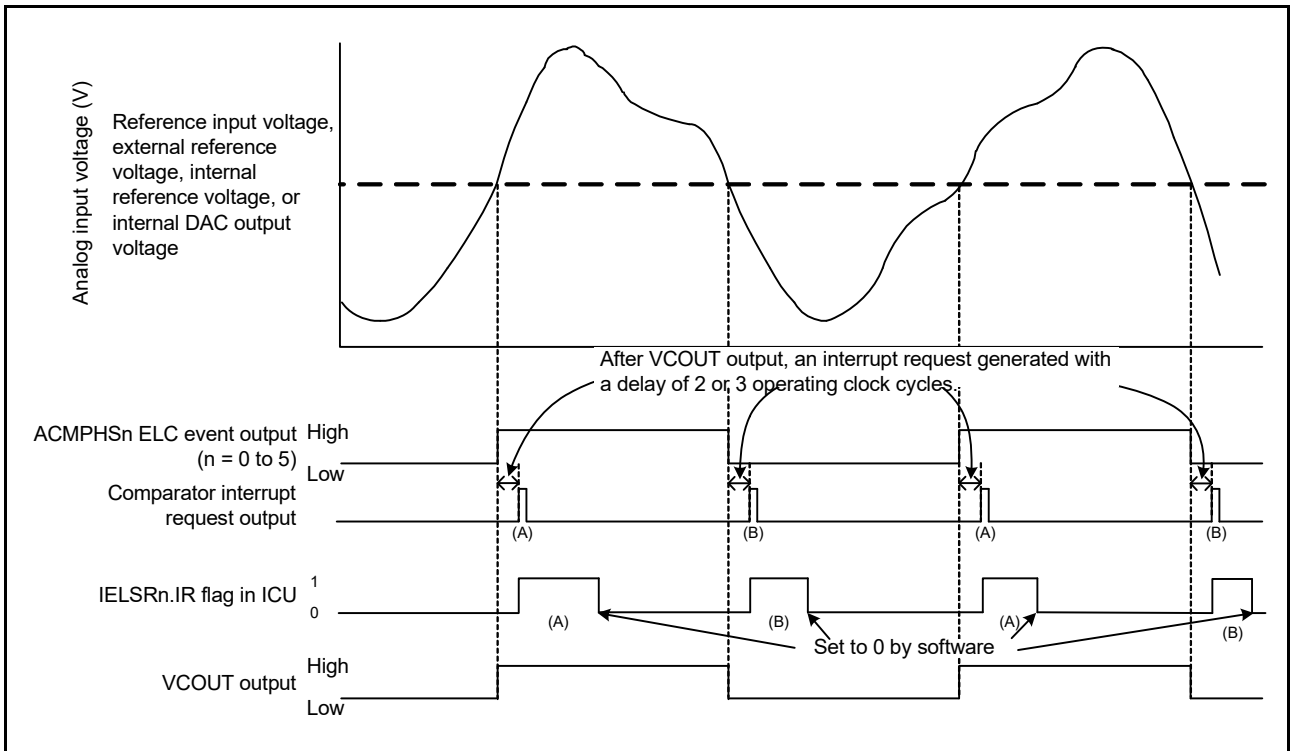 Analog input voltage (V)
Reference input voltage,
external reference
voltage, internal
reference voltage, or
internal DAC output
voltage
After VCOUT output, an interrupt request generated with
a delay of 2 or 3 operating clock cycles.
ACMPHSn ELC event output
(n = 0 to 5)
High
Low
Comparator interrupt
request output
(A)
(B)
(A)
(B)
IELSRn.IR flag in ICU
1
0
(A)
(B)
(A)
(B)
Set to 0 by software
VCOUT output
High
Low